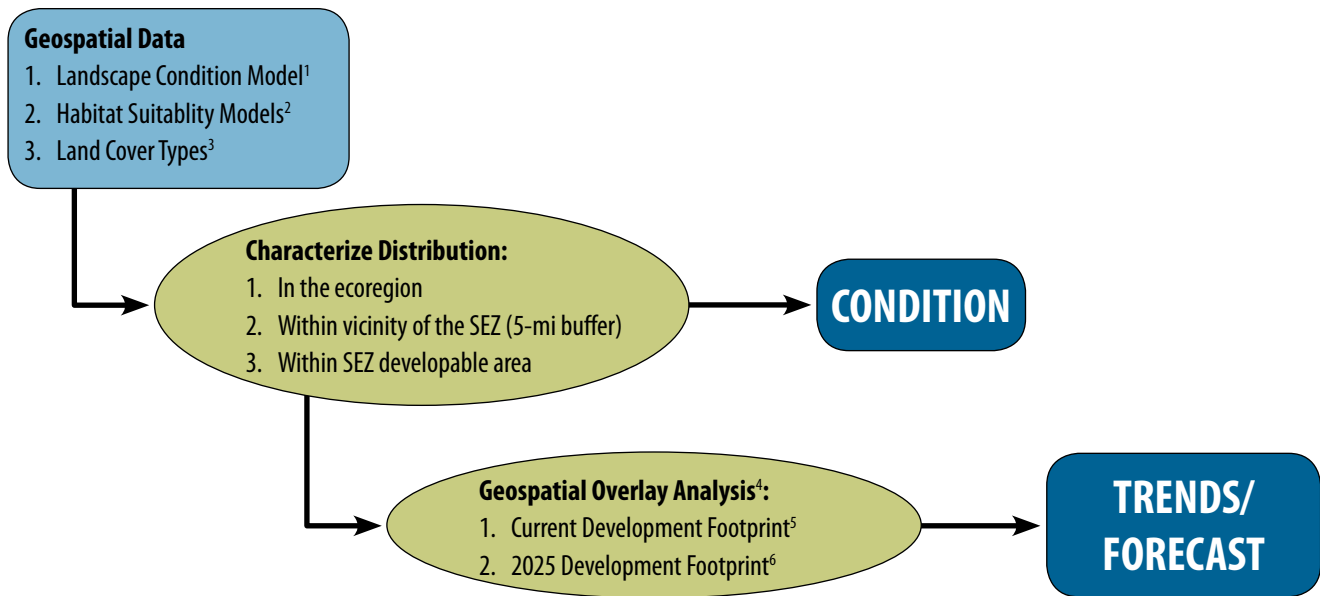 Geospatial Data
1. Landscape Condition Model¹
2. Habitat Suitablity Models²
3. Land Cover Types³
Characterize Distribution:
1. In the ecoregion
2. Within vicinity of the SEZ (5-mi buffer)
3. Within SEZ developable area
CONDITION
Geospatial Overlay Analysis⁴:
1. Current Development Footprint⁵
2. 2025 Development Footprint⁶
TRENDS/
FORECAST